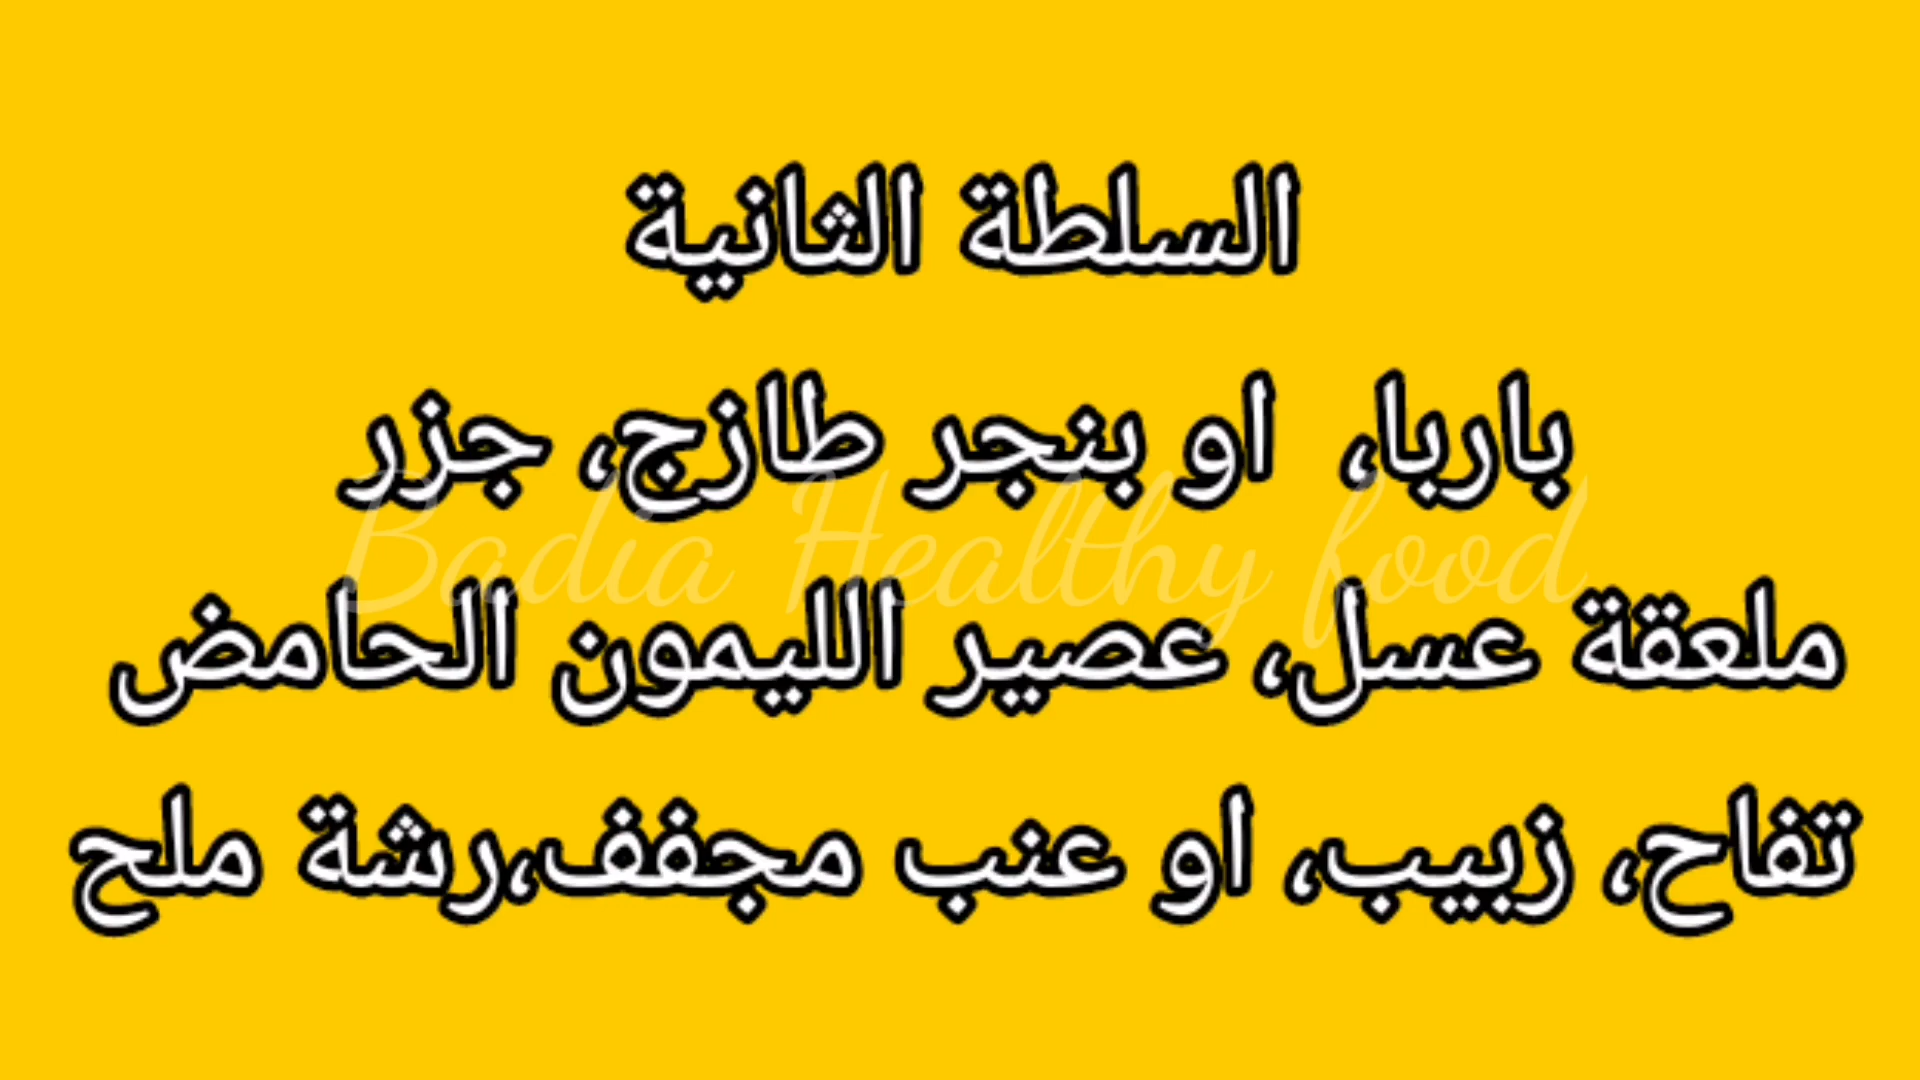 السلطة الثانية
باربا، او بنجر طازج، جزر
Badia Healthy food
ملعقة عسل، عصير الليمون الحامض
تفاح، زبيب، او عنب مجفف،رشة ملح